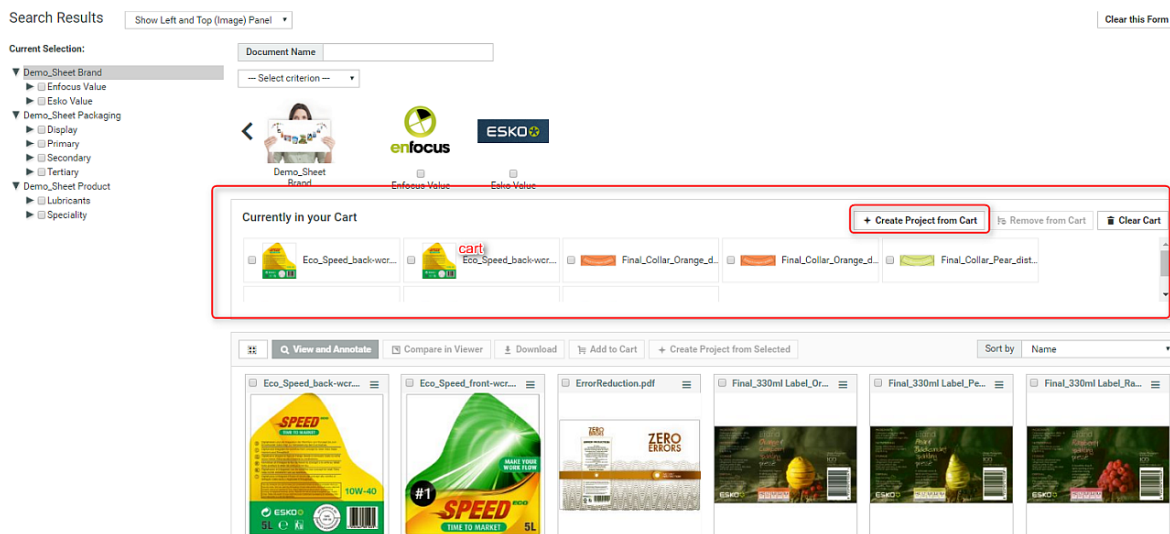 Search Results
Show Left and Top (Image) Panel
Clear this Form
Current Selection:
Demo_Sheet Brand
Enfocus Value
Esko Value
Demo_Sheet Packaging
Display
Primary
Secondary
Tertiary
Demo_Sheet Product
Lubricants
Speciality
Document Name
--- Select criterion ---
enfocus
ESKO
Demo_Sheet
Brand
Enfocus Value
Esko Value
Currently in your Cart
+ Create Project from Cart
Remove from Cart
Clear Cart
cart
Eco_Speed_back-wcr....
Eco_Speed_back-wcr....
Final_Collar_Orange_d...
Final_Collar_Orange_d...
Final_Collar_Pear_dist...
View and Annotate
Compare in Viewer
Download
Add to Cart
+ Create Project from Selected
Sort by
Name
Eco_Speed_back-wcr....
Eco_Speed_front-wcr....
ErrorReduction.pdf
Final_330ml Label_Or...
Final_330ml Label_Pe...
Final_330ml Label_Ra...
SPEED ECO
TIME TO MARKET
10W-40
ESKO
5L
MAKE YOUR
WORK FLOW
#1
SPEED ECO
TIME TO MARKET
5L
ZERO
ERRORS
ZERO
ERRORS
ESKO
ESKO
ESKO